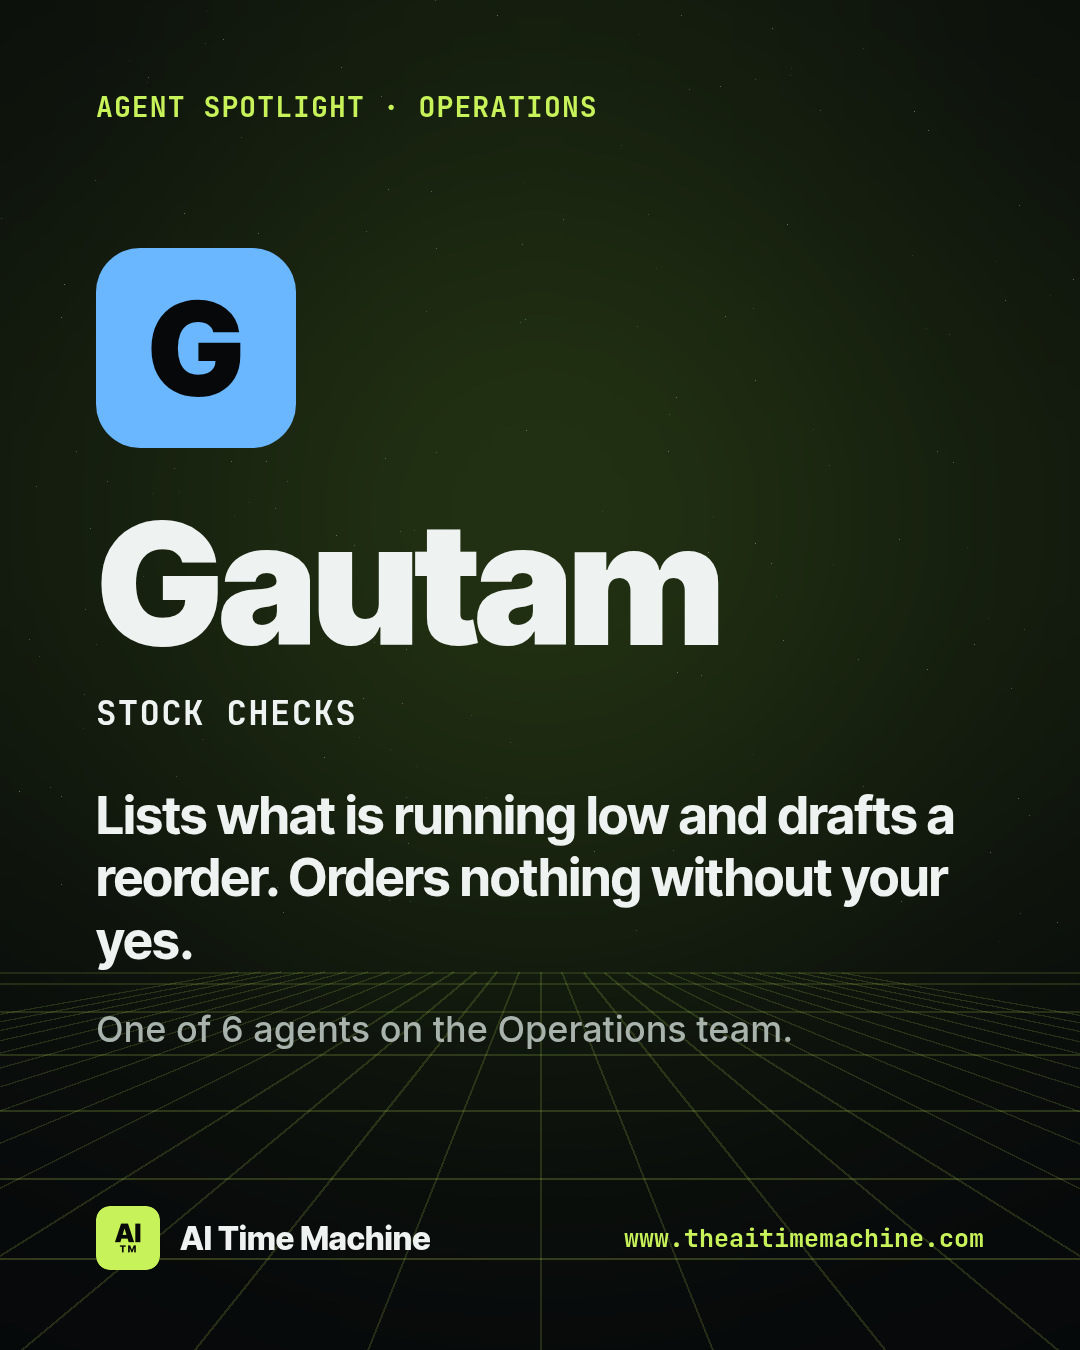 AGENT SPOTLIGHT · OPERATIONS
G
Gautam
STOCK CHECKS
Lists what is running low and drafts a
reorder. Orders nothing without your
yes.
One of 6 agents on the Operations team.
AI
TM
AI Time Machine
www.theaitimemachine.com